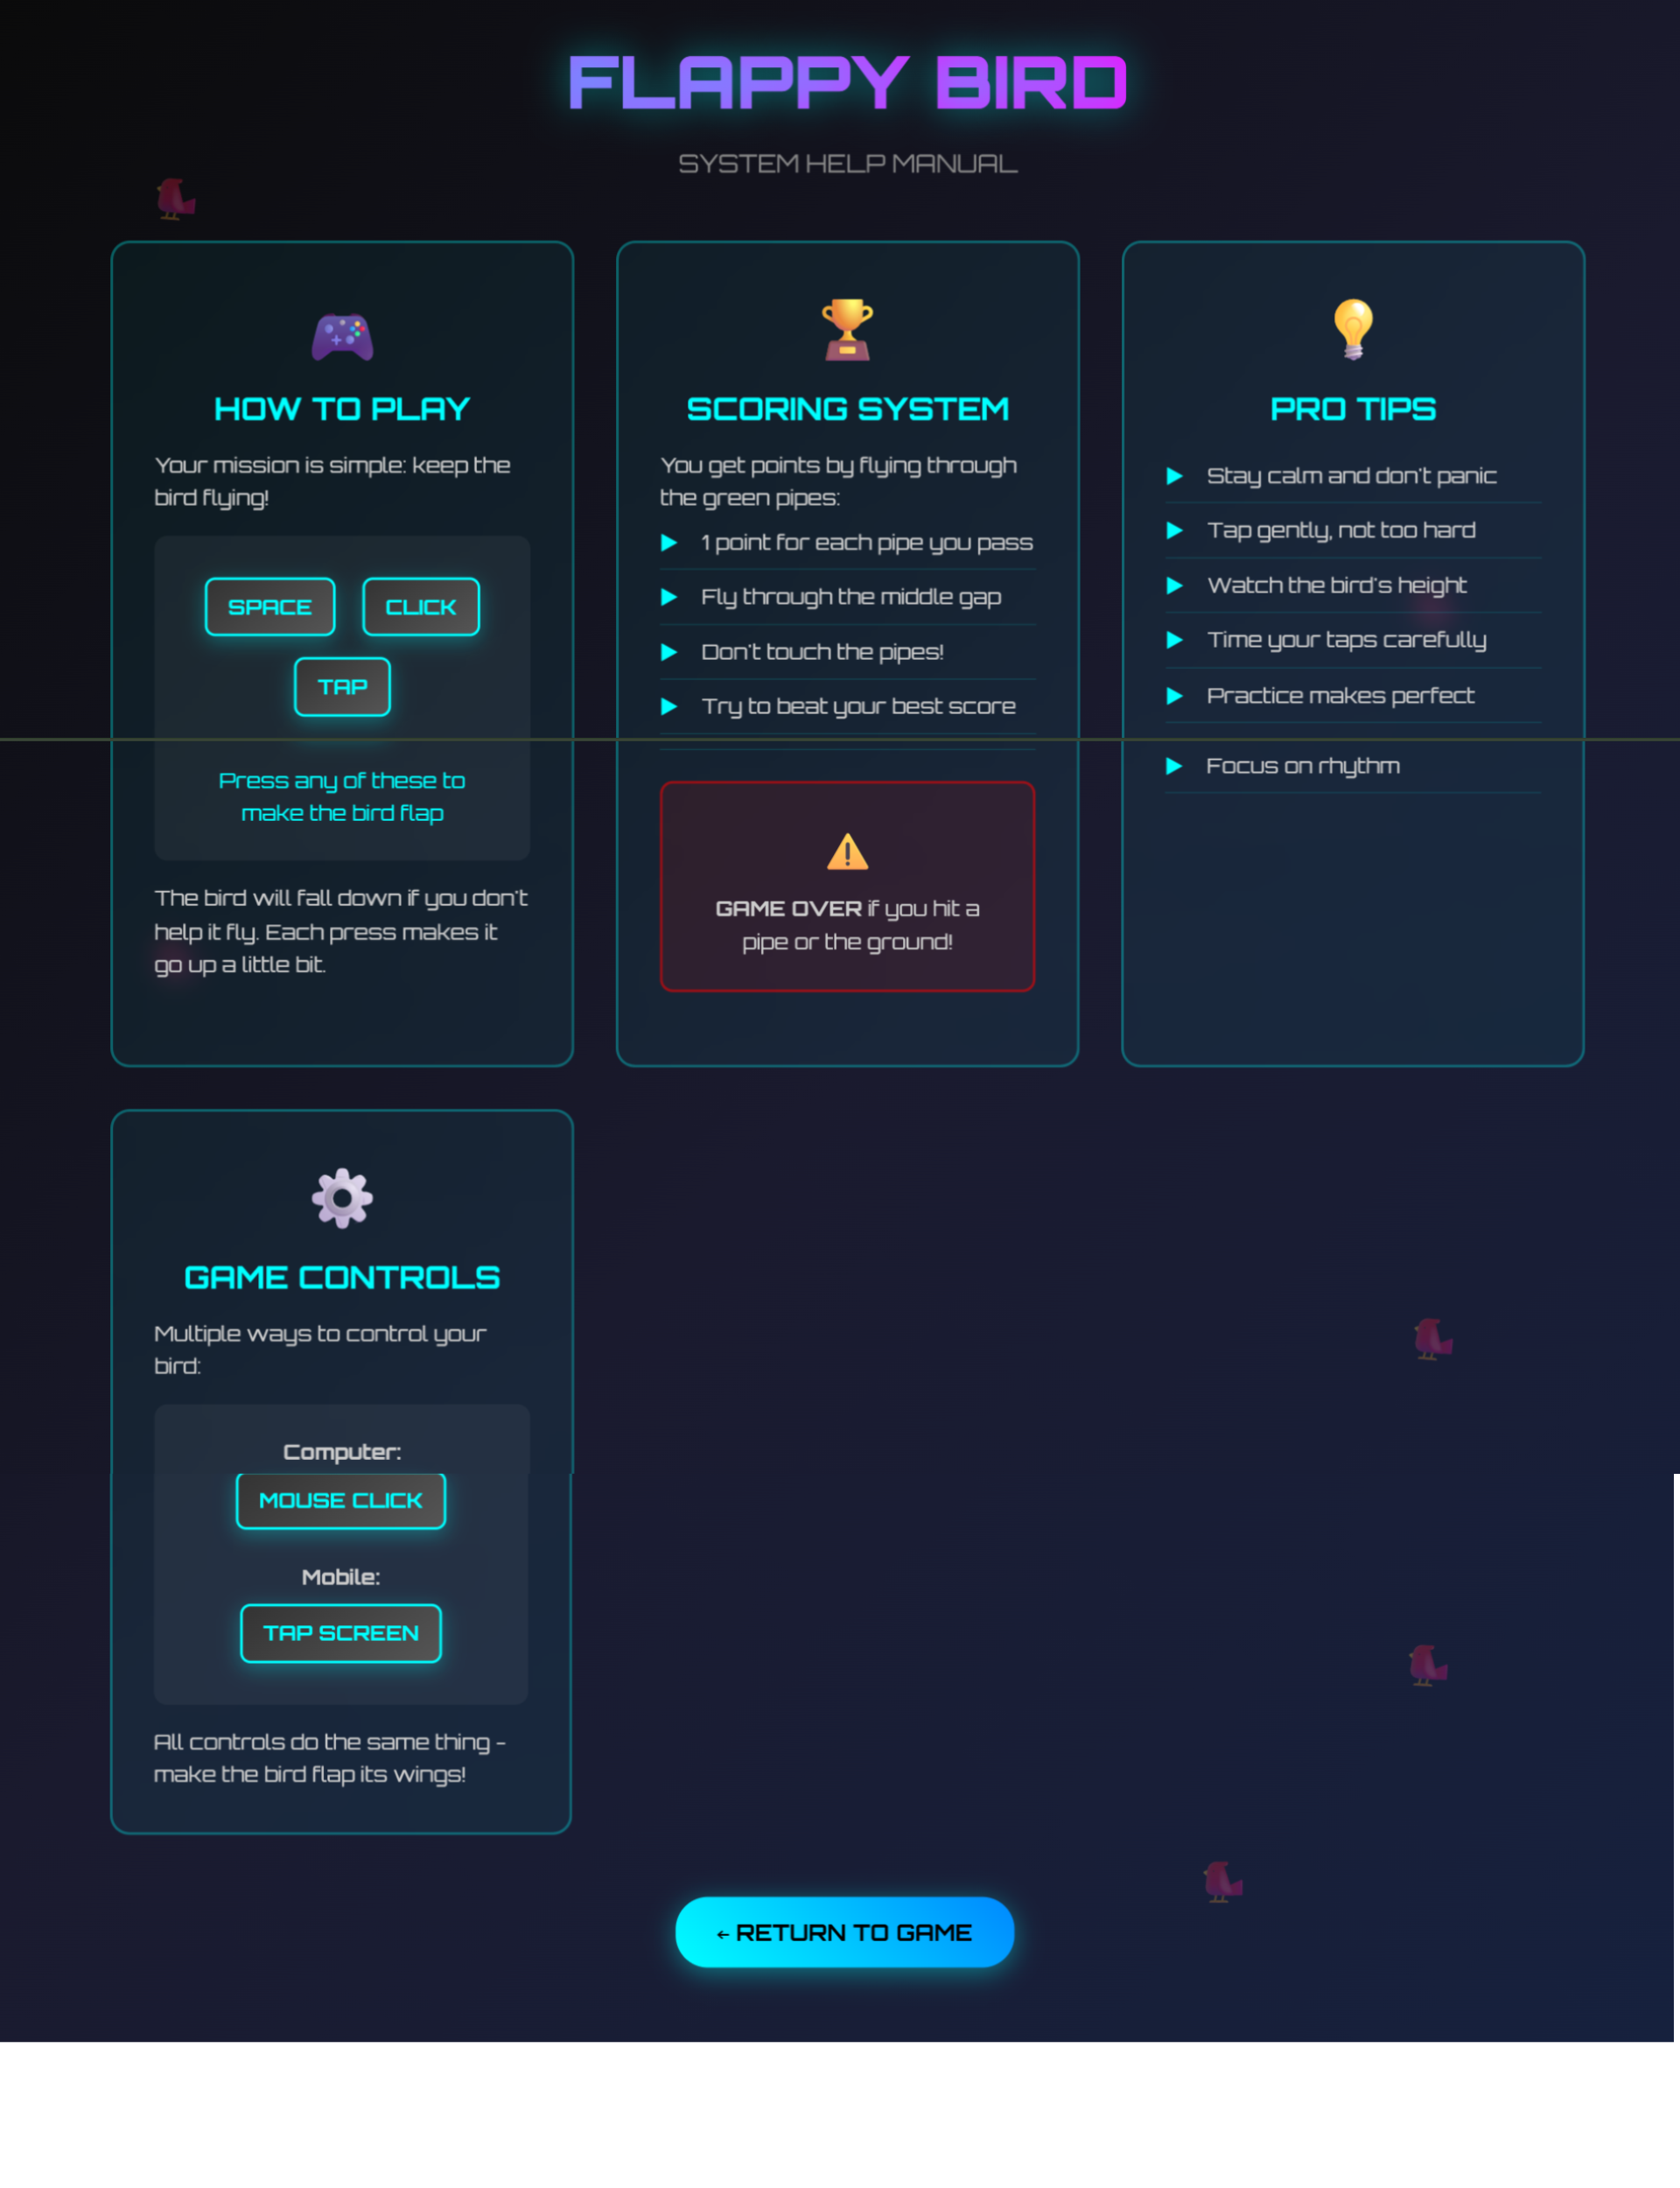 FLAPPY BIRD
SYSTEM HELP MANUAL
HOW TO PLAY
Your mission is simple: keep the
bird flying!
SPACE
CLICK
TAP
Press any of these to
make the bird flap
The bird will fall down if you don't
help it fly. Each press makes it
go up a little bit.
SCORING SYSTEM
You get points by flying through
the green pipes:
▶ 1 point for each pipe you pass
▶ Fly through the middle gap
▶ Don't touch the pipes!
▶ Try to beat your best score
GAME OVER if you hit a
pipe or the ground!
PRO TIPS
▶ Stay calm and don't panic
▶ Tap gently, not too hard
▶ Watch the bird's height
▶ Time your taps carefully
▶ Practice makes perfect
▶ Focus on rhythm
GAME CONTROLS
Multiple ways to control your
bird:
Computer:
MOUSE CLICK
Mobile:
TAP SCREEN
All controls do the same thing -
make the bird flap its wings!
← RETURN TO GAME